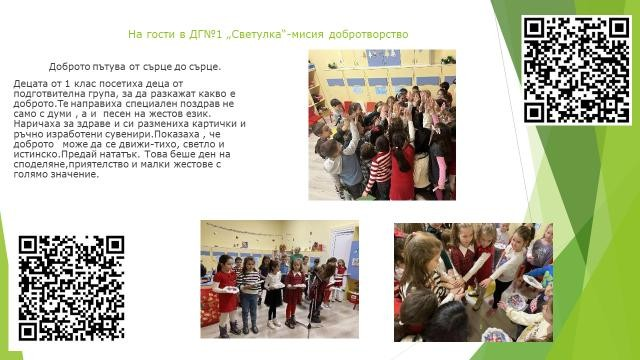 На гости в ДГ№1 „Светулка“-мисия добротворство
Доброто пътува от сърце до сърце.
Децата от 1 клас посетиха деца от
подготвителна група, за да разкажат какво е
доброто.Те направиха специален поздрав не
само с думи , а и  песен на жестов език.
Наричаха за здраве и си размениха картички и
ръчно изработени сувенири.Показаха , че
доброто   може да се движи-тихо, светло и
истинско.Предай нататък. Това беше ден на
споделяне,приятелство и малки жестове с
голямо значение.